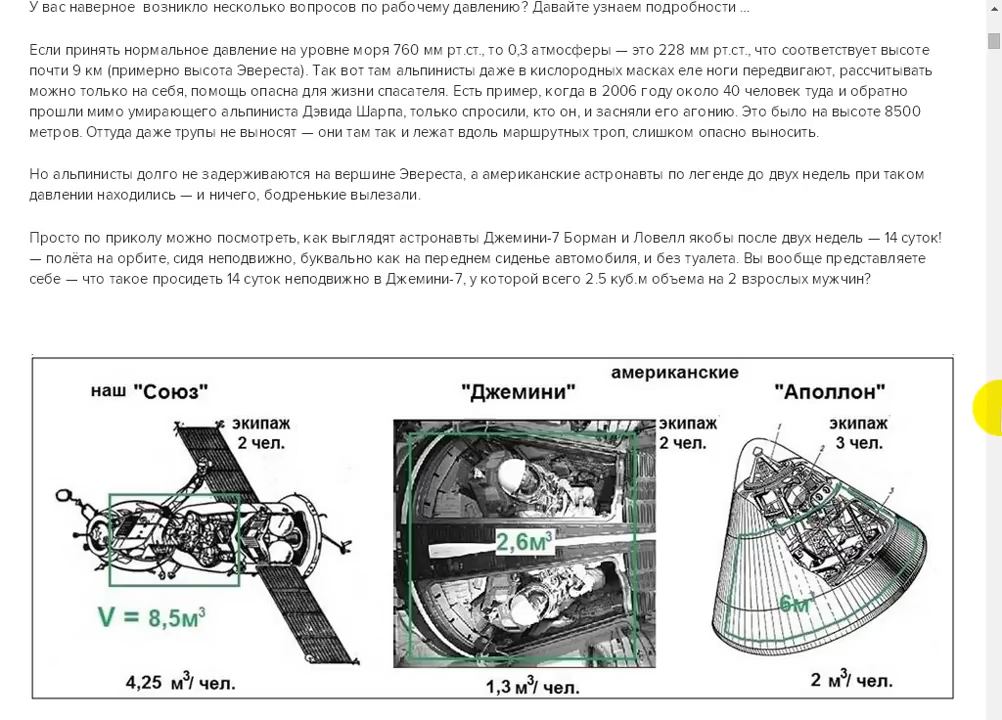 У вас наверное возникло несколько вопросов по рабочему давлению? Давайте узнаем подробности ...
Если принять нормальное давление на уровне моря 760 мм рт.ст., то 0,3 атмосферы — это 228 мм рт.ст., что соответствует высоте
почти 9 км (примерно высота Эвереста). Так вот там альпинисты даже в кислородных масках еле ноги передвигают, рассчитывать
можно только на себя, помощь опасна для жизни спасателя. Есть пример, когда в 2006 году около 40 человек туда и обратно
прошли мимо умирающего альпиниста Дэвида Шарпа, только спросили, кто он, и засняли его агонию. Это было на высоте 8500
метров. Оттуда даже трупы не выносят — они там так и лежат вдоль маршрутных троп, слишком опасно выносить.
Но альпинисты долго не задерживаются на вершине Эвереста, а американские астронавты по легенде до двух недель при таком
давлении находились — и ничего, бодренькие вылезали.
Просто по приколу можно посмотреть, как выглядят астронавты Джемини-7 Борман и Ловелл якобы после двух недель — 14 суток!
— полёта на орбите, сидя неподвижно, буквально как на переднем сиденье автомобиля, и без туалета. Вы вообще представляете
себе — что такое просидеть 14 суток неподвижно в Джемини-7, у которой всего 2.5 куб.м объема на 2 взрослых мужчин?
американские
наш "Союз"
"Джемини"
"Аполлон"
экипаж
2 чел.
экипаж
2 чел.
экипаж
3 чел.
1
2
3
2,6м³
6м³
V = 8,5м³
4,25 м³/ чел.
1,3 м³/ чел.
2 м³/ чел.